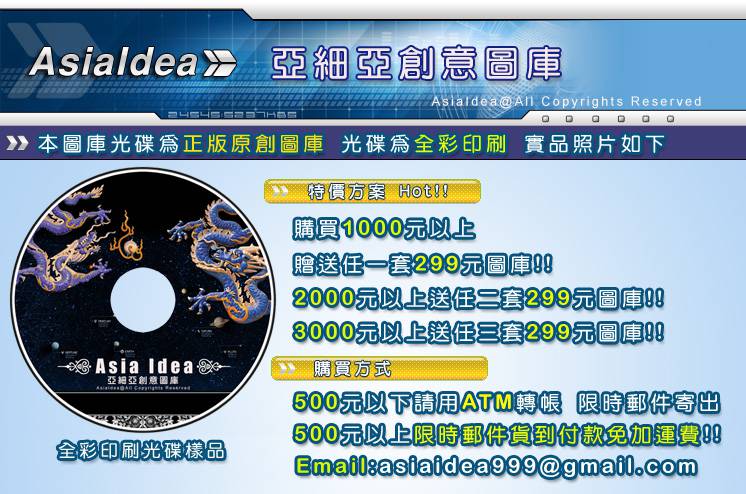 AsiaIdea 亞細亞創意圖庫
AsiaIdea@All Copyrights Reserved
本圖庫光碟為正版原創圖庫 光碟為全彩印刷 實品照片如下
特價方案 Hot!!
購買1000元以上
贈送任一套299元圖庫!!
2000元以上送任二套299元圖庫!!
3000元以上送任三套299元圖庫!!
Asia Idea
亞細亞創意圖庫
AsiaIdea@All Copyrights Reserved
全彩印刷光碟樣品
購買方式
500元以下請用ATM轉帳 限時郵件寄出
500元以上限時郵件貨到付款免加運費!!
Email:asiaidea999@gmail.com